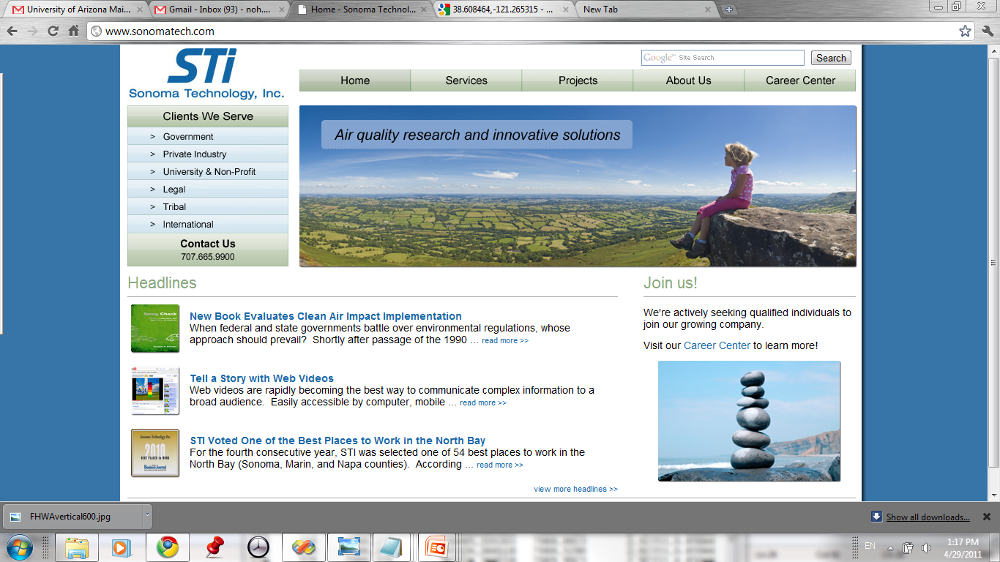 University of Arizona Mai...
Gmail - Inbox (93) - noh....
Home - Sonoma Technol...
38.608464,-121.265315 - ...
New Tab
www.sonomatech.com
STi
Sonoma Technology, Inc.
Google™ Site Search
Search
Home
Services
Projects
About Us
Career Center
Clients We Serve
> Government
> Private Industry
> University & Non-Profit
> Legal
> Tribal
> International
Contact Us
707.665.9900
Air quality research and innovative solutions
Headlines
Smog Check
New Book Evaluates Clean Air Impact Implementation
When federal and state governments battle over environmental regulations, whose
approach should prevail? Shortly after passage of the 1990 ... read more >>
Tell a Story with Web Videos
Web videos are rapidly becoming the best way to communicate complex information to a
broad audience. Easily accessible by computer, mobile ... read more >>
Sonoma Technology Inc.
2010
BEST PLACES to WORK
Business Journal
STI Voted One of the Best Places to Work in the North Bay
For the fourth consecutive year, STI was selected one of 54 best places to work in the
North Bay (Sonoma, Marin, and Napa counties). According ... read more >>
view more headlines >>
Join us!
We're actively seeking qualified individuals to
join our growing company.
Visit our Career Center to learn more!
FHWAvertical600.jpg
Show all downloads...
EN
1:17 PM
4/29/2011